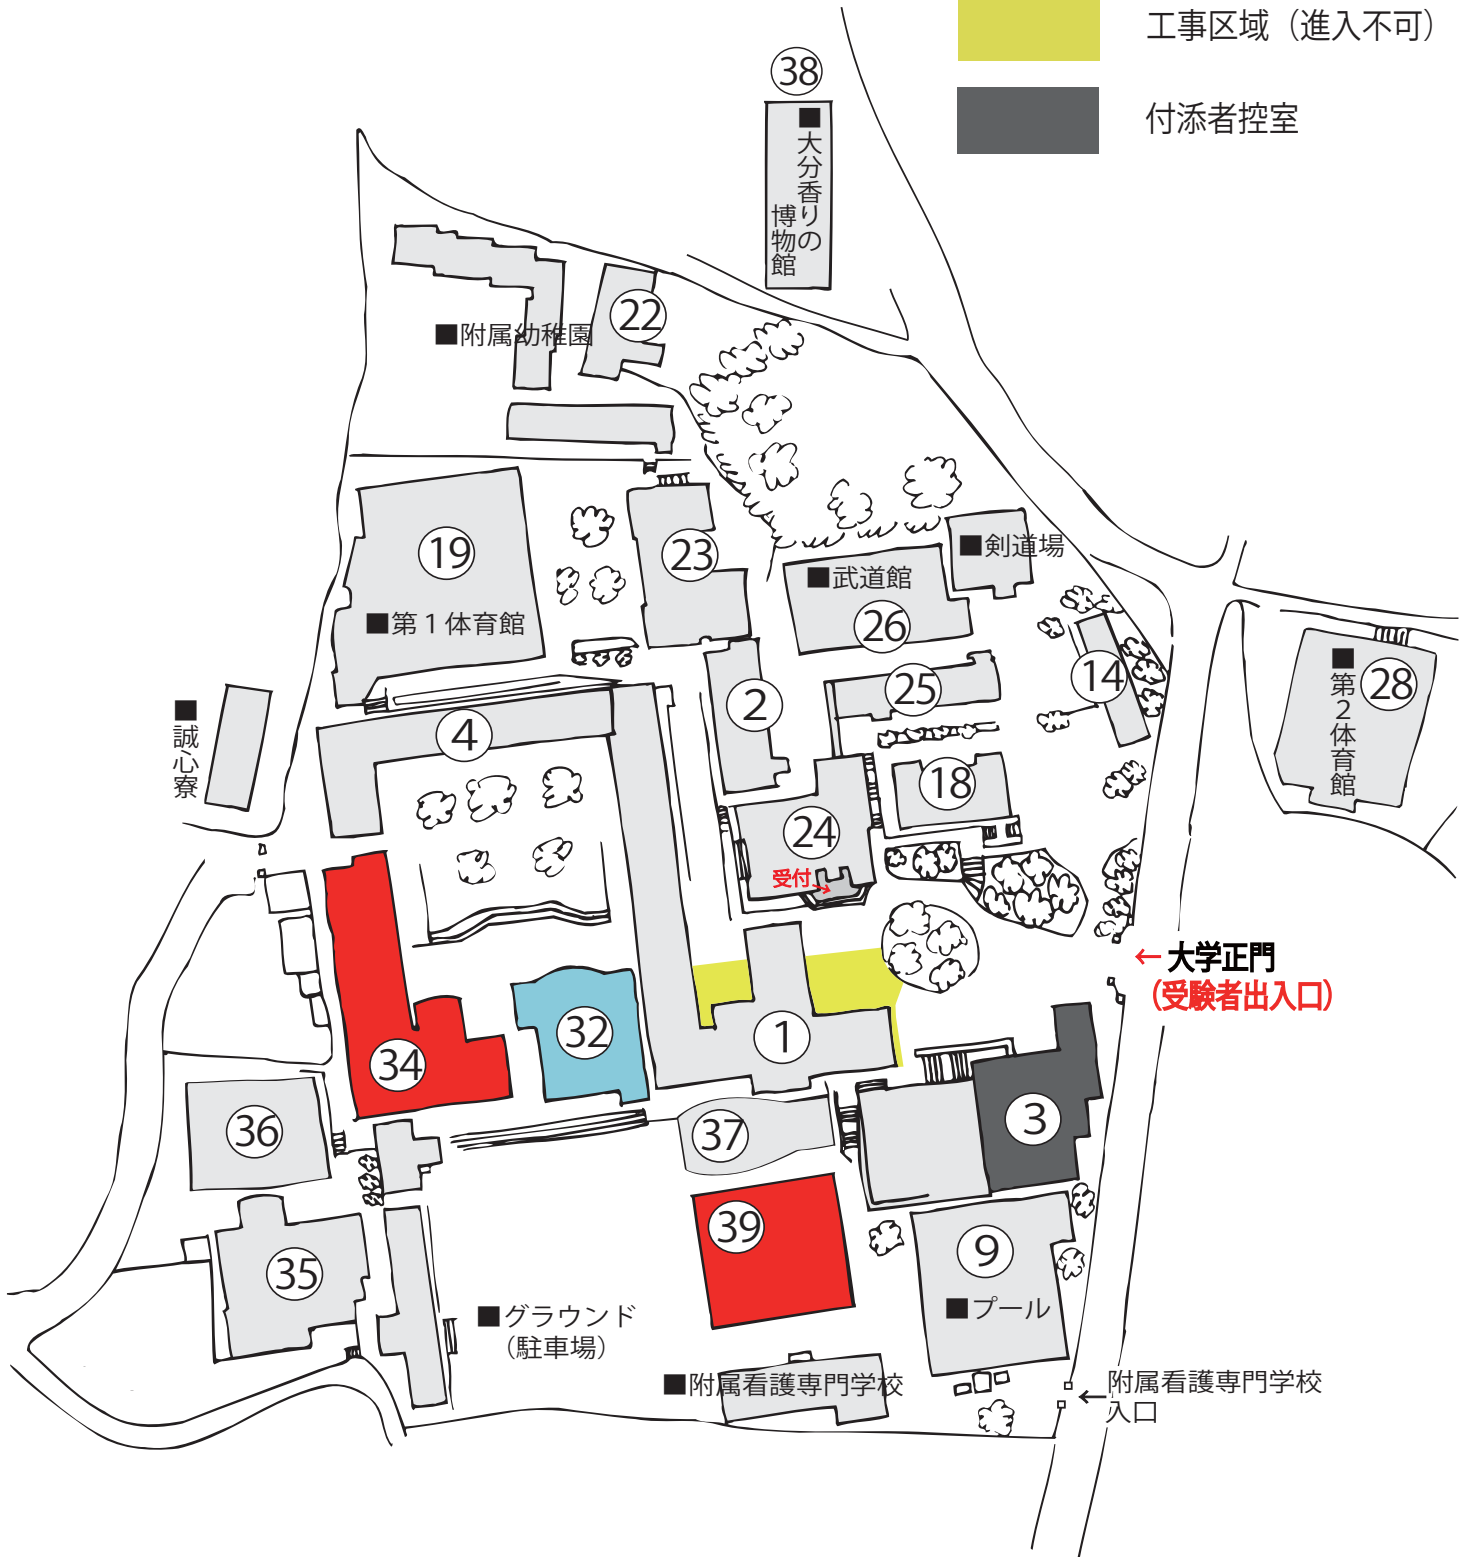 工事区域（進入不可）
付添者控室
38
■大分香りの
博物館
22
■附属幼稚園
19
■第１体育館
23
■剣道場
■武道館
26
14
■第２体育館
28
2
25
■誠心寮
4
18
24
受付→
←大学正門
（受験者出入口）
32
1
34
3
36
37
39
9
■プール
35
■グラウンド
（駐車場）
■附属看護専門学校
←附属看護専門学校
入口